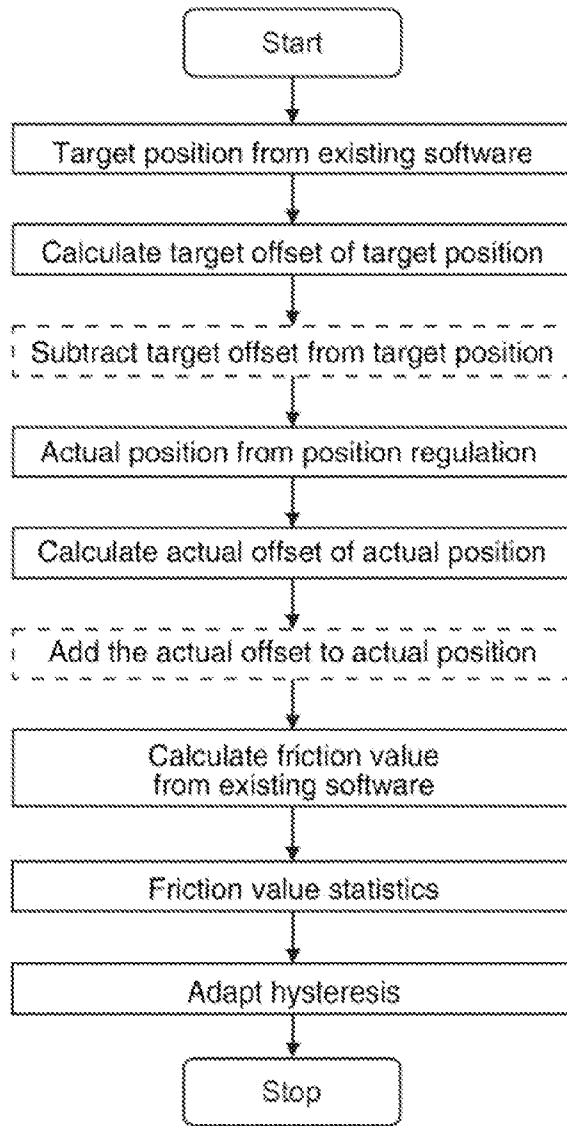 Start
Target position from existing software
Calculate target offset of target position
Subtract target offset from target position
Actual position from position regulation
Calculate actual offset of actual position
Add the actual offset to actual position
Calculate friction value
from existing software
Friction value statistics
Adapt hysteresis
Stop